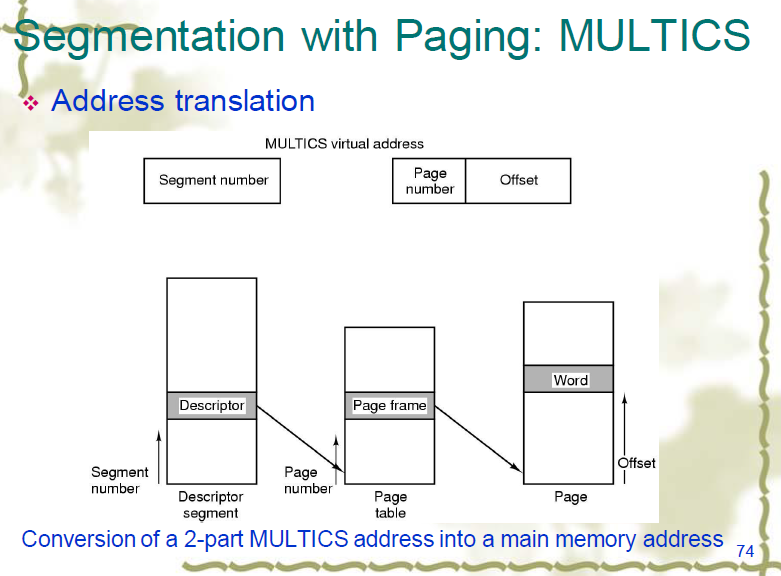 Segmentation with Paging: MULTICS
Address translation
MULTICS virtual address
Segment number
Page
number
Offset
Descriptor
Page frame
Word
Segment
number
Page
number
Offset
Descriptor
segment
Page
table
Page
Conversion of a 2-part MULTICS address into a main memory address
74